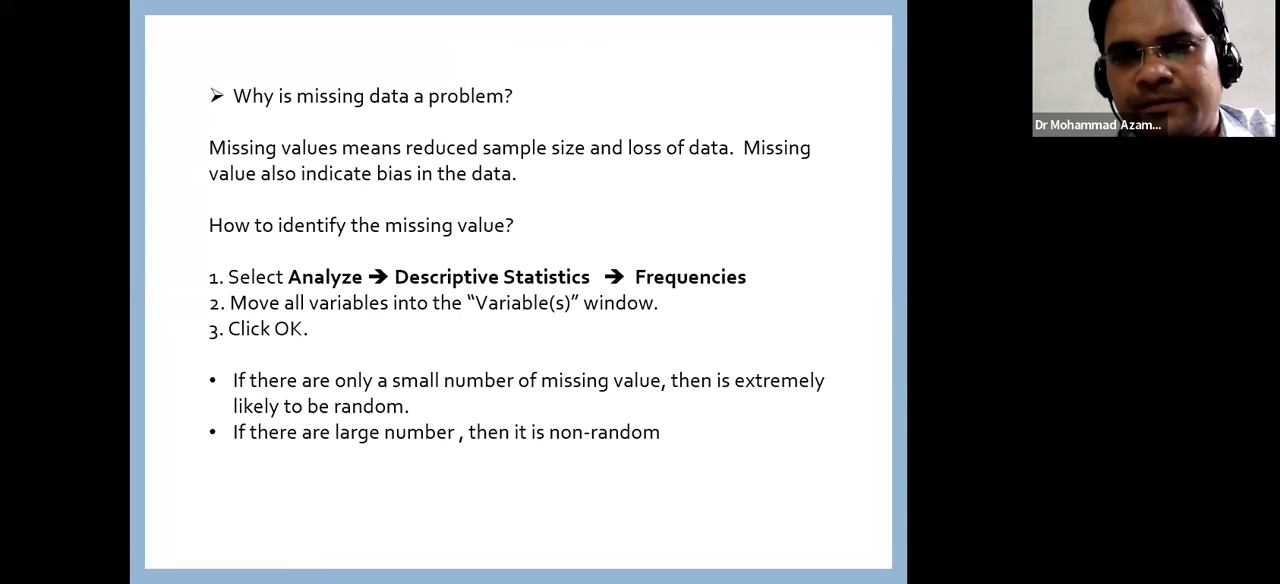 ➢ Why is missing data a problem?
Missing values means reduced sample size and loss of data. Missing
value also indicate bias in the data.
How to identify the missing value?
1. Select Analyze ➔ Descriptive Statistics ➔ Frequencies
2. Move all variables into the “Variable(s)” window.
3. Click OK.
• If there are only a small number of missing value, then is extremely
likely to be random.
• If there are large number , then it is non-random
Dr Mohammad Azam...